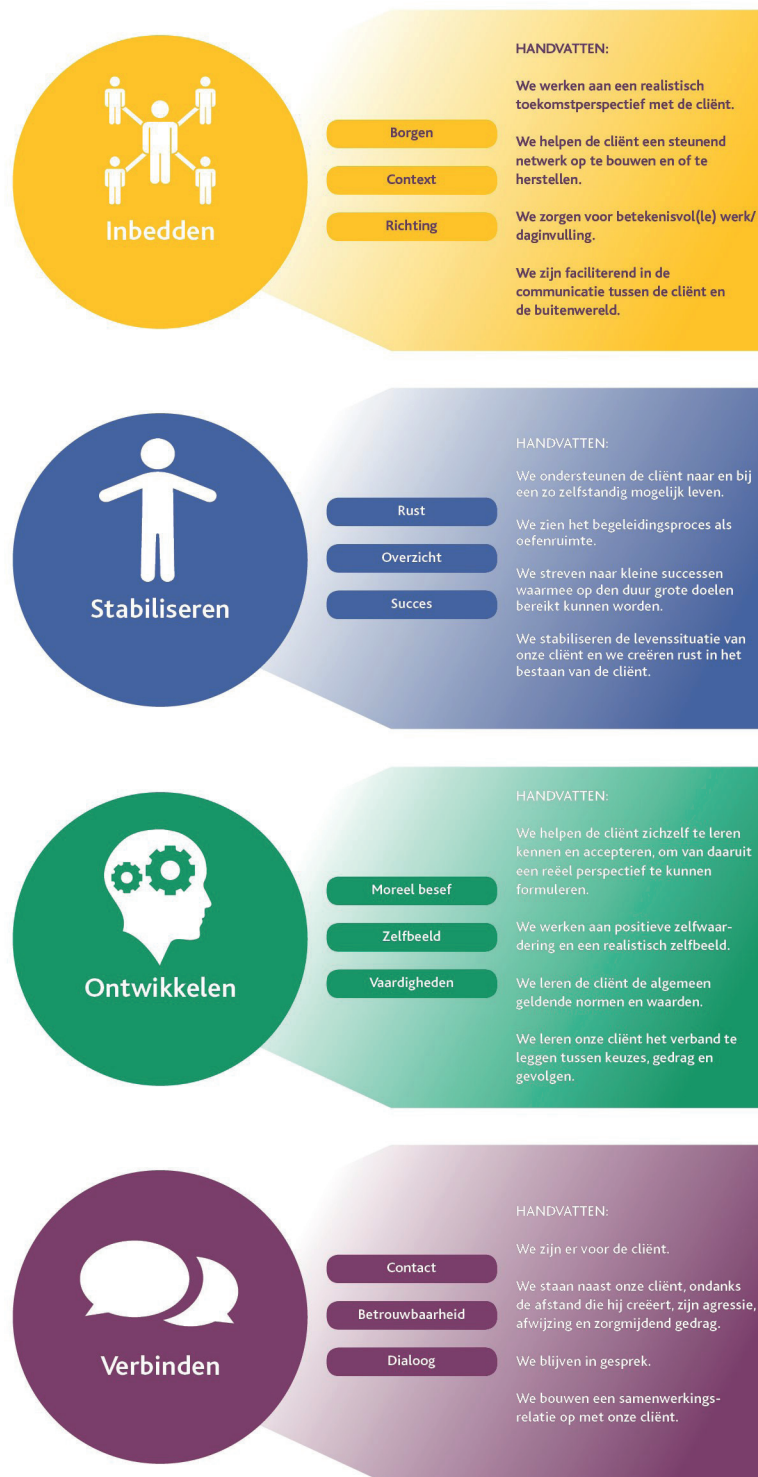 Inbedden
Borgen
Context
Richting
HANDVATTEN:
We werken aan een realistisch
toekomstperspectief met de cliënt.
We helpen de cliënt een steunend
netwerk op te bouwen en of te
herstellen.
We zorgen voor betekenisvol(le) werk/
daginvulling.
We zijn faciliterend in de
communicatie tussen de cliënt en
de buitenwereld.
Stabiliseren
Rust
Overzicht
Succes
HANDVATTEN:
We ondersteunen de cliënt naar en bij
een zo zelfstandig mogelijk leven.
We zien het begeleidingsproces als
oefenruimte.
We streven naar kleine successen
waarmee op den duur grote doelen
bereikt kunnen worden.
We stabiliseren de levenssituatie van
onze cliënt en we creëren rust in het
bestaan van de cliënt.
Ontwikkelen
Moreel besef
Zelfbeeld
Vaardigheden
HANDVATTEN:
We helpen de cliënt zichzelf te leren
kennen en accepteren, om van daaruit
een reëel perspectief te kunnen
formuleren.
We werken aan positieve zelfwaar-
dering en een realistisch zelfbeeld.
We leren de cliënt de algemeen
geldende normen en waarden.
We leren onze cliënt het verband te
leggen tussen keuzes, gedrag en
gevolgen.
Verbinden
Contact
Betrouwbaarheid
Dialoog
HANDVATTEN:
We zijn er voor de cliënt.
We staan naast onze cliënt, ondanks
de afstand die hij creëert, zijn agressie,
afwijzing en zorgmijdend gedrag.
We blijven in gesprek.
We bouwen een samenwerkings-
relatie op met onze cliënt.